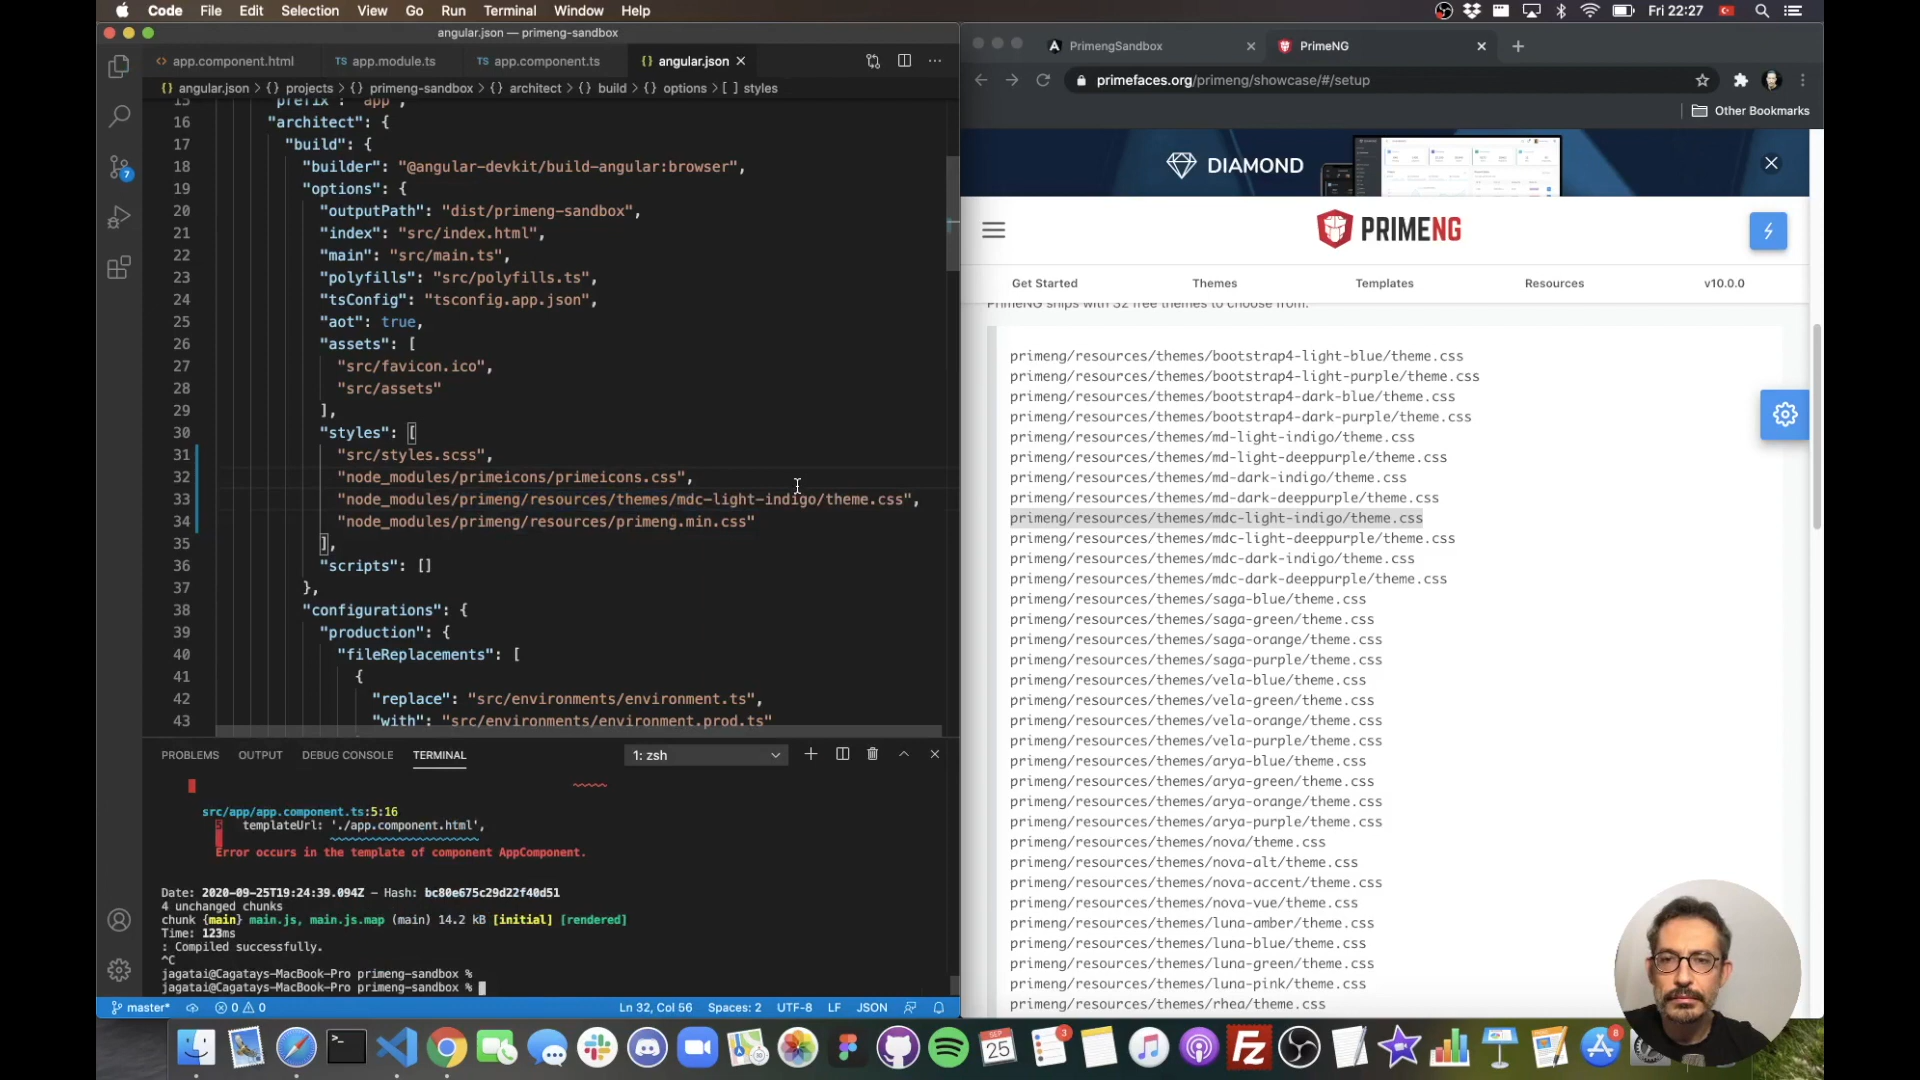 Code File Edit Selection View Go Run Terminal Window Help
Fri 22:27
angular.json — primeng-sandbox
app.component.html
TS app.module.ts
TS app.component.ts
{} angular.json
{} angular.json > {} projects > {} primeng-sandbox > {} architect > {} build > {} options > [ ] styles
15 "prefix": "app",
16 "architect": {
17 "build": {
18 "builder": "@angular-devkit/build-angular:browser",
19 "options": {
20 "outputPath": "dist/primeng-sandbox",
21 "index": "src/index.html",
22 "main": "src/main.ts",
23 "polyfills": "src/polyfills.ts",
24 "tsConfig": "tsconfig.app.json",
25 "aot": true,
26 "assets": [
27 "src/favicon.ico",
28 "src/assets"
29 ],
30 "styles": [
31 "src/styles.scss",
32 "node_modules/primeicons/primeicons.css",
33 "node_modules/primeng/resources/themes/mdc-light-indigo/theme.css",
34 "node_modules/primeng/resources/primeng.min.css"
35 ],
36 "scripts": []
37 },
38 "configurations": {
39 "production": {
40 "fileReplacements": [
41 {
42 "replace": "src/environments/environment.ts",
43 "with": "src/environments/environment.prod.ts"
7
PROBLEMS OUTPUT DEBUG CONSOLE TERMINAL
1: zsh
src/app/app.component.ts:5:16
5 templateUrl: './app.component.html',
Error occurs in the template of component AppComponent.
Date: 2020-09-25T19:24:39.094Z - Hash: bc80e675c29d22f40d51
4 unchanged chunks
chunk {main} main.js, main.js.map (main) 14.2 kB [initial] [rendered]
Time: 123ms
: Compiled successfully.
^C
jagatai@Cagatays-MacBook-Pro primeng-sandbox %
jagatai@Cagatays-MacBook-Pro primeng-sandbox %
master* 0 0 Ln 32, Col 56 Spaces: 2 UTF-8 LF JSON
PrimengSandbox
PrimeNG
primefaces.org/primeng/showcase/#/setup
Other Bookmarks
DIAMOND
PRIMENG
Get Started Themes Templates Resources v10.0.0
PrimeNG ships with 32 free themes to choose from.
primeng/resources/themes/bootstrap4-light-blue/theme.css
primeng/resources/themes/bootstrap4-light-purple/theme.css
primeng/resources/themes/bootstrap4-dark-blue/theme.css
primeng/resources/themes/bootstrap4-dark-purple/theme.css
primeng/resources/themes/md-light-indigo/theme.css
primeng/resources/themes/md-light-deeppurple/theme.css
primeng/resources/themes/md-dark-indigo/theme.css
primeng/resources/themes/md-dark-deeppurple/theme.css
primeng/resources/themes/mdc-light-indigo/theme.css
primeng/resources/themes/mdc-light-deeppurple/theme.css
primeng/resources/themes/mdc-dark-indigo/theme.css
primeng/resources/themes/mdc-dark-deeppurple/theme.css
primeng/resources/themes/saga-blue/theme.css
primeng/resources/themes/saga-green/theme.css
primeng/resources/themes/saga-orange/theme.css
primeng/resources/themes/saga-purple/theme.css
primeng/resources/themes/vela-blue/theme.css
primeng/resources/themes/vela-green/theme.css
primeng/resources/themes/vela-orange/theme.css
primeng/resources/themes/vela-purple/theme.css
primeng/resources/themes/arya-blue/theme.css
primeng/resources/themes/arya-green/theme.css
primeng/resources/themes/arya-orange/theme.css
primeng/resources/themes/arya-purple/theme.css
primeng/resources/themes/nova/theme.css
primeng/resources/themes/nova-alt/theme.css
primeng/resources/themes/nova-accent/theme.css
primeng/resources/themes/nova-vue/theme.css
primeng/resources/themes/luna-amber/theme.css
primeng/resources/themes/luna-blue/theme.css
primeng/resources/themes/luna-green/theme.css
primeng/resources/themes/luna-pink/theme.css
primeng/resources/themes/rhea/theme.css
SEP
25
3
Fz
8